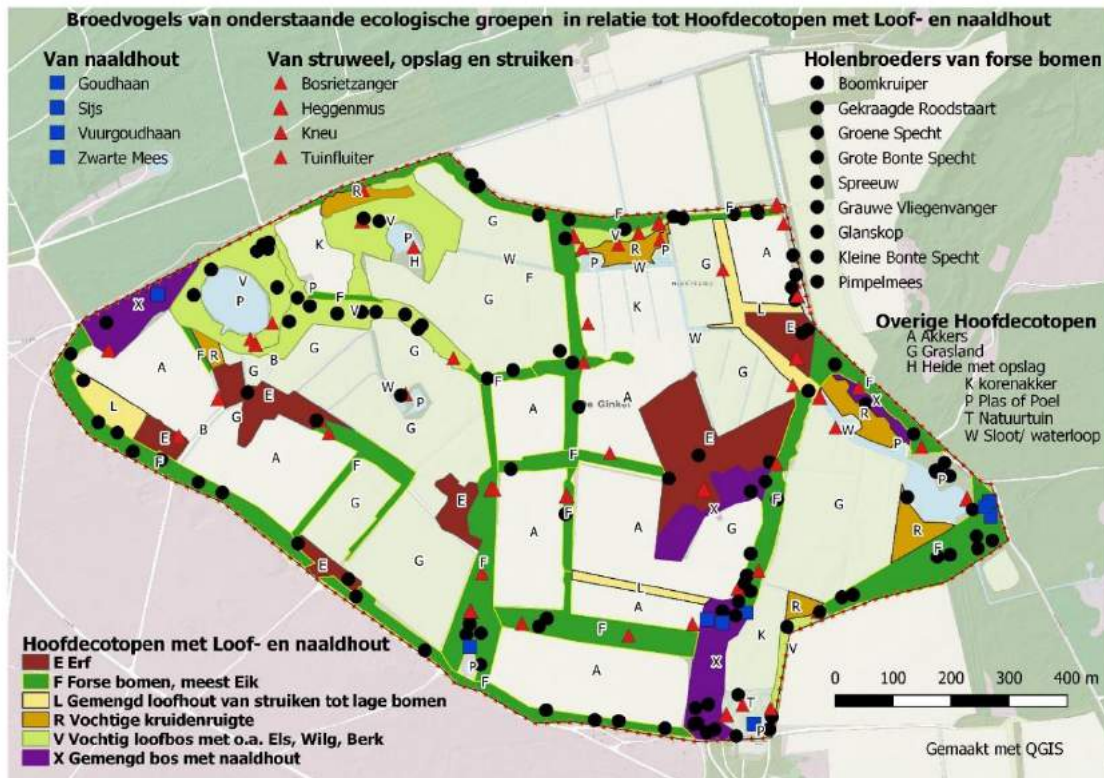 Broedvogels van onderstaande ecologische groepen in relatie tot Hoofdecotopen met Loof- en naaldhout
Van naaldhout
Goudhaan
Sijs
Vuurgoudhaan
Zwarte Mees
Van struweel, opslag en struiken
Bosrietzanger
Heggenmus
Kneu
Tuinfluiter
Holenbroeders van forse bomen
Boomkruiper
Gekraagde Roodstaart
Groene Specht
Grote Bonte Specht
Spreeuw
Grauwe Vliegenvanger
Glanskop
Kleine Bonte Specht
Pimpelmees
Overige Hoofdecotopen
A Akkers
G Grasland
H Heide met opslag
K korenakker
P Plas of Poel
T Natuurtuin
W Sloot/ waterloop
De Ginkel
Hoofdecotopen met Loof- en naaldhout
E Erf
F Forse bomen, meest Eik
L Gemengd loofhout van struiken tot lage bomen
R Vochtige kruidenruigte
V Vochtig loofbos met o.a. Els, Wilg, Berk
X Gemengd bos met naaldhout
0 100 200 300 400 m
Gemaakt met QGIS